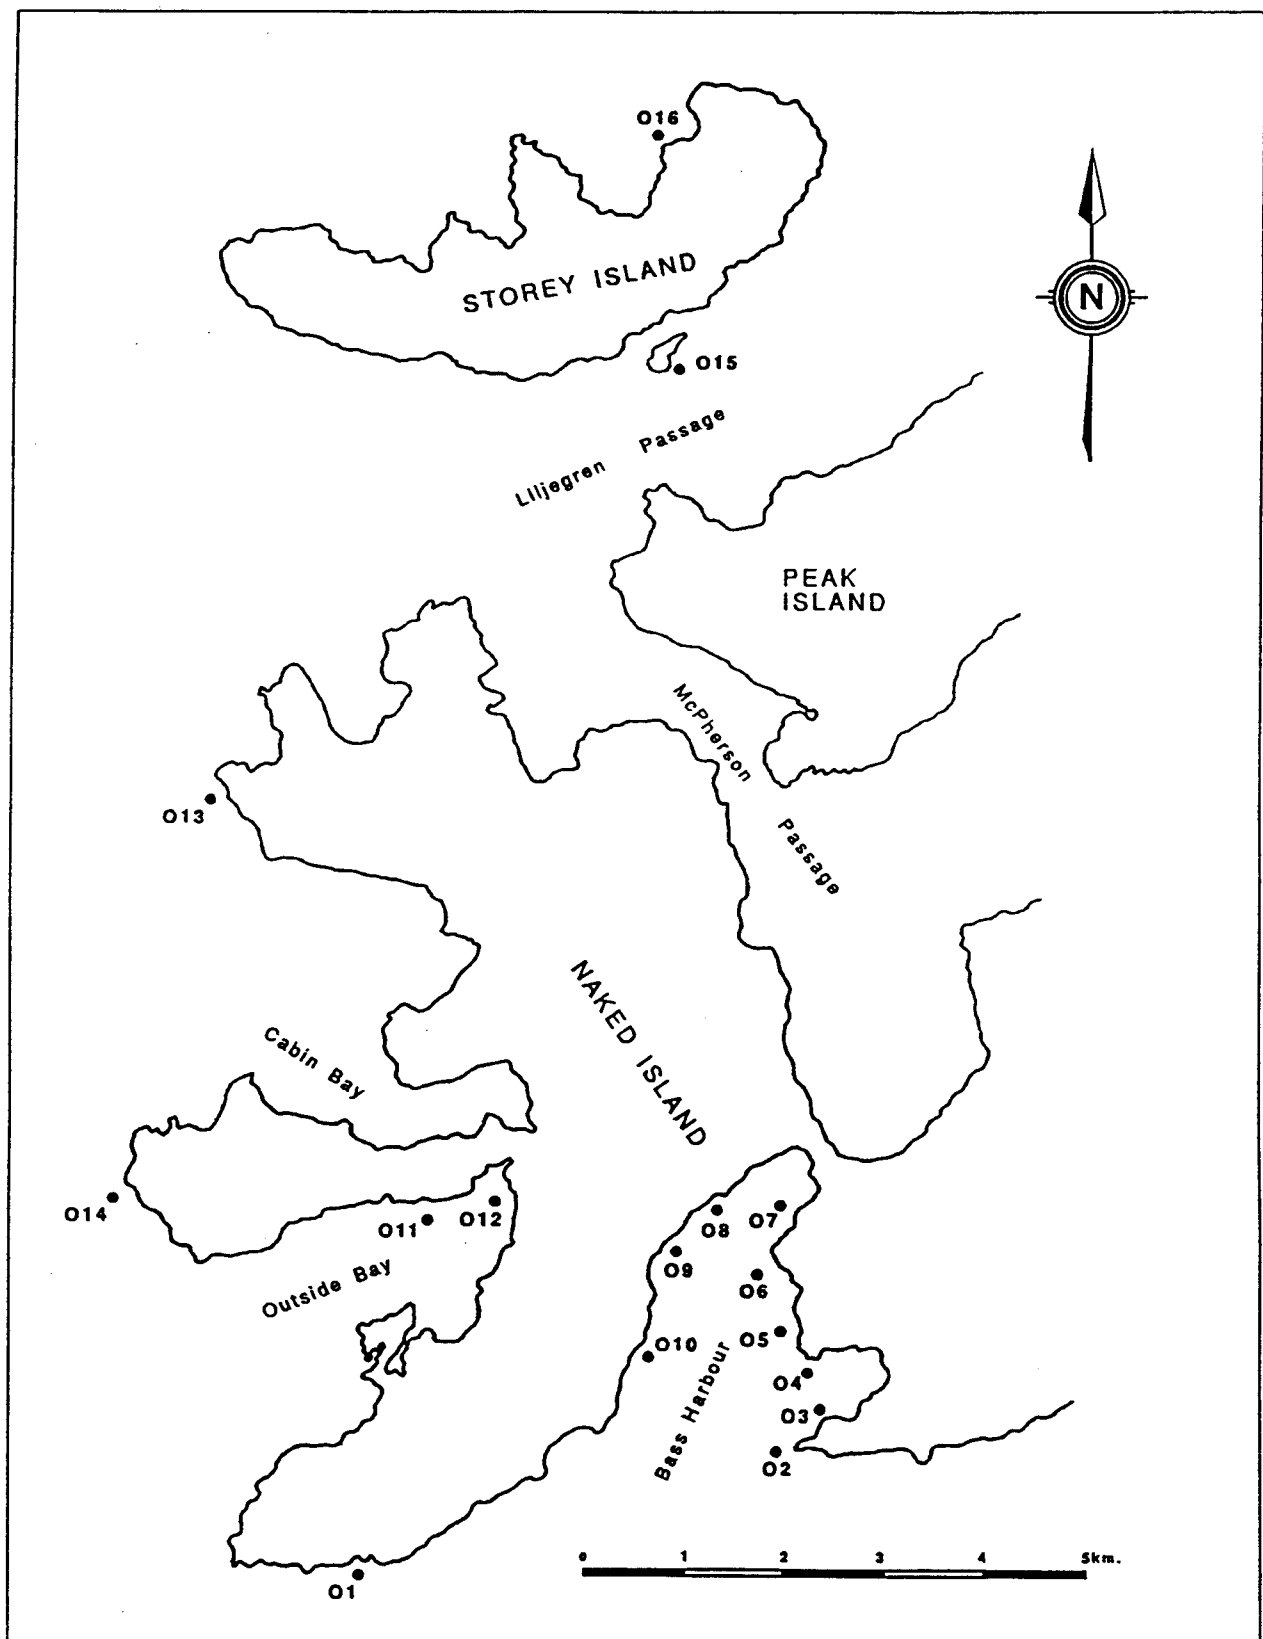 O16
STOREY ISLAND
N
O15
Liljegren Passage
PEAK
ISLAND
McPherson Passage
O13
NAKED ISLAND
Cabin Bay
O14
O11
O12
O8
O7
O9
O6
Outside Bay
O10
O5
O4
O3
Bass Harbour
O2
0 1 2 3 4 5km.
O1